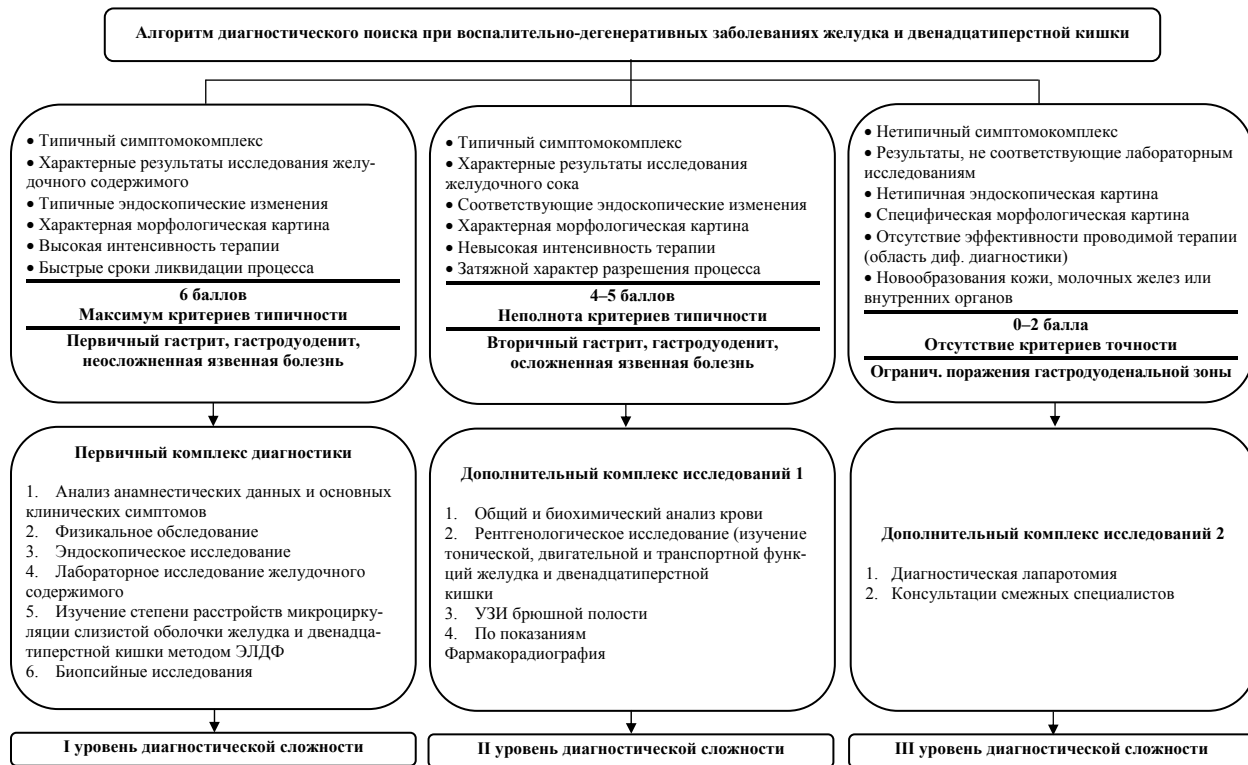 Алгоритм диагностического поиска при воспалительно-дегенеративных заболеваниях желудка и двенадцатиперстной кишки
• Типичный симптомокомплекс
• Характерные результаты исследования желу-
дочного содержимого
• Типичные эндоскопические изменения
• Характерная морфологическая картина
• Высокая интенсивность терапии
• Быстрые сроки ликвидации процесса
6 баллов
Максимум критериев типичности
Первичный гастрит, гастродуоденит,
неосложненная язвенная болезнь
• Типичный симптомокомплекс
• Характерные результаты исследования
желудочного сока
• Соответствующие эндоскопические изменения
• Характерная морфологическая картина
• Невысокая интенсивность терапии
• Затяжной характер разрешения процесса
4–5 баллов
Неполнота критериев типичности
Вторичный гастрит, гастродуоденит,
осложненная язвенная болезнь
• Нетипичный симптомокомплекс
• Результаты, не соответствующие лабораторным
исследованиям
• Нетипичная эндоскопическая картина
• Специфическая морфологическая картина
• Отсутствие эффективности проводимой терапии
(область диф. диагностики)
• Новообразования кожи, молочных желез или
внутренних органов
0–2 балла
Отсутствие критериев точности
Огранич. поражения гастродуоденальной зоны
Первичный комплекс диагностики
1. Анализ анамнестических данных и основных
клинических симптомов
2. Физикальное обследование
3. Эндоскопическое исследование
4. Лабораторное исследование желудочного
содержимого
5. Изучение степени расстройств микроцирку-
ляции слизистой оболочки желудка и двенадца-
типерстной кишки методом ЭЛДФ
6. Биопсийные исследования
Дополнительный комплекс исследований 1
1. Общий и биохимический анализ крови
2. Рентгенологическое исследование (изучение
тонической, двигательной и транспортной функ-
ций желудка и двенадцатиперстной
кишки
3. УЗИ брюшной полости
4. По показаниям
Фармакорадиография
Дополнительный комплекс исследований 2
1. Диагностическая лапаротомия
2. Консультации смежных специалистов
I уровень диагностической сложности
II уровень диагностической сложности
III уровень диагностической сложности